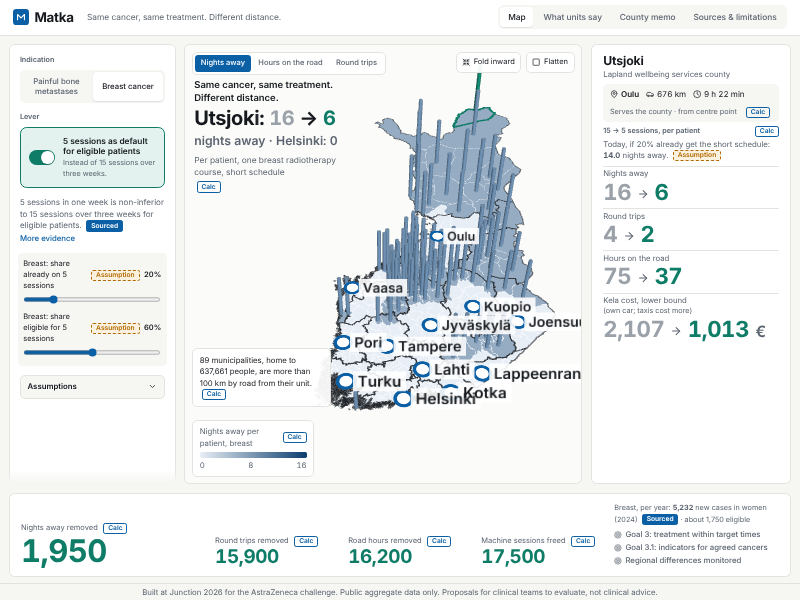 Matka
Same cancer, same treatment. Different distance.
Map
What units say
County memo
Sources & limitations
Indication
Painful bone metastases
Breast cancer
Lever
5 sessions as default for eligible patients
Instead of 15 sessions over three weeks.
5 sessions in one week is non-inferior
to 15 sessions over three weeks for
eligible patients. Sourced
More evidence
Breast: share already on 5 sessions
Assumption
20%
Breast: share eligible for 5 sessions
Assumption
60%
Assumptions
Nights away
Hours on the road
Round trips
Fold inward
Flatten
Same cancer, same treatment.
Different distance.
Utsjoki: 16 → 6
nights away · Helsinki: 0
Per patient, one breast radiotherapy
course, short schedule
Calc
Oulu
Vaasa
Kuopio
Jyväskylä
Joensuu
Pori
Tampere
Lahti
Lappeenran
Turku
Kotka
Helsinki
89 municipalities, home to
637,661 people, are more than
100 km by road from their unit.
Calc
Nights away per patient, breast
Calc
0
8
16
Utsjoki
Lapland wellbeing services county
Oulu
676 km
9 h 22 min
Serves the county · from centre point
Calc
15 → 5 sessions, per patient
Calc
Today, if 20% already get the short schedule:
14.0 nights away. Assumption
Nights away
16 → 6
Round trips
4 → 2
Hours on the road
75 → 37
Kela cost, lower bound
(own car; taxis cost more)
2,107 → 1,013 €
Nights away removed
Calc
1,950
Round trips removed
Calc
15,900
Road hours removed
Calc
16,200
Machine sessions freed
Calc
17,500
Breast, per year: 5,232 new cases in women
(2024) Sourced · about 1,750 eligible
Goal 3: treatment within target times
Goal 3.1: indicators for agreed cancers
Regional differences monitored
Built at Junction 2026 for the AstraZeneca challenge. Public aggregate data only. Proposals for clinical teams to evaluate, not clinical advice.